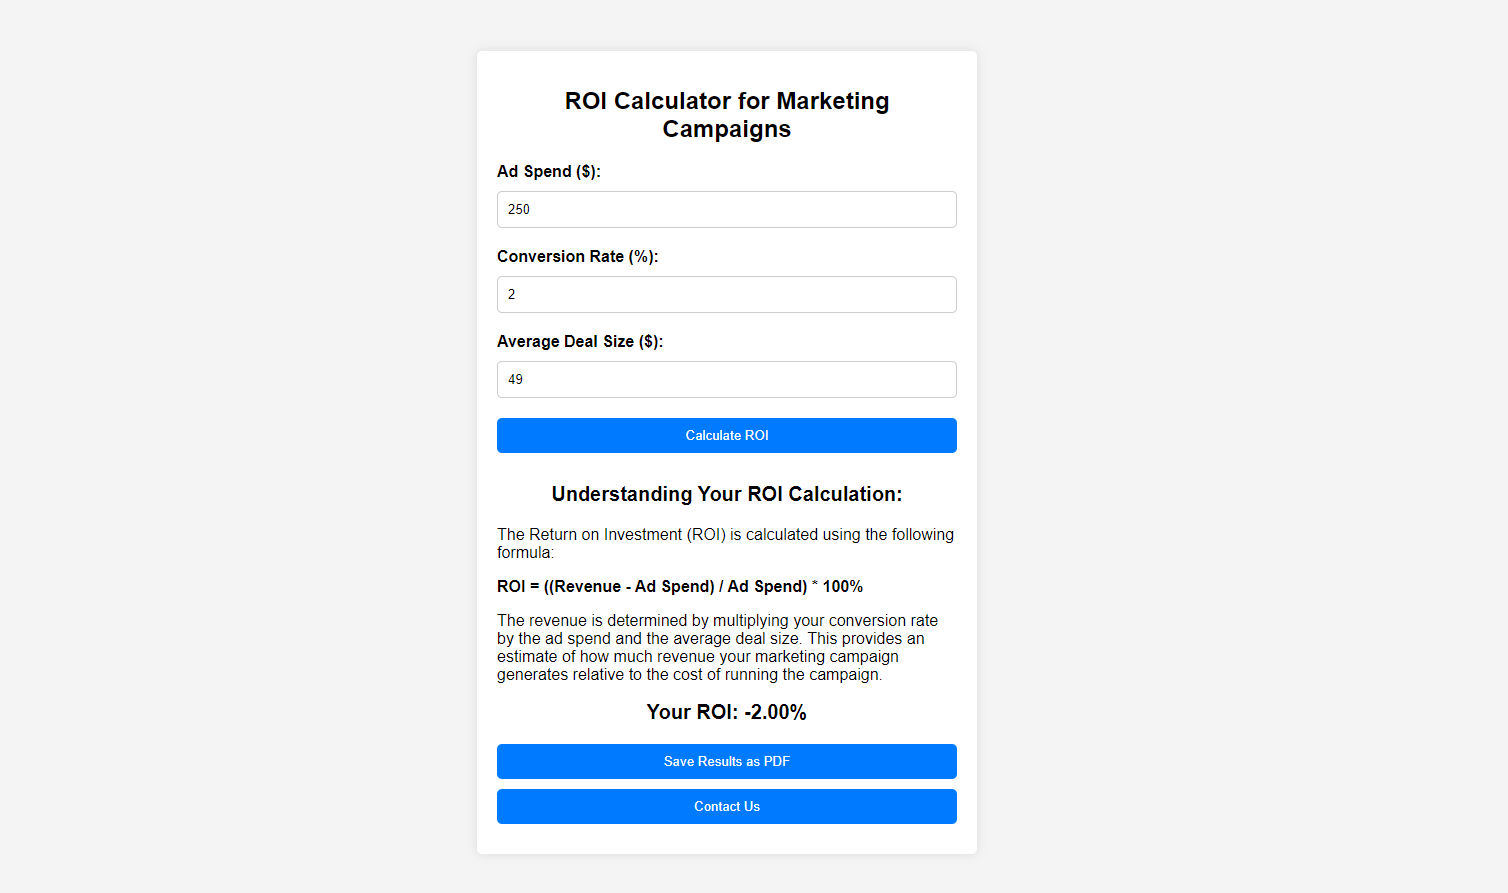 ROI Calculator for Marketing
Campaigns
Ad Spend ($):
250
Conversion Rate (%):
2
Average Deal Size ($):
49
Calculate ROI
Understanding Your ROI Calculation:
The Return on Investment (ROI) is calculated using the following
formula:
ROI = ((Revenue - Ad Spend) / Ad Spend) * 100%
The revenue is determined by multiplying your conversion rate
by the ad spend and the average deal size. This provides an
estimate of how much revenue your marketing campaign
generates relative to the cost of running the campaign.
Your ROI: -2.00%
Save Results as PDF
Contact Us